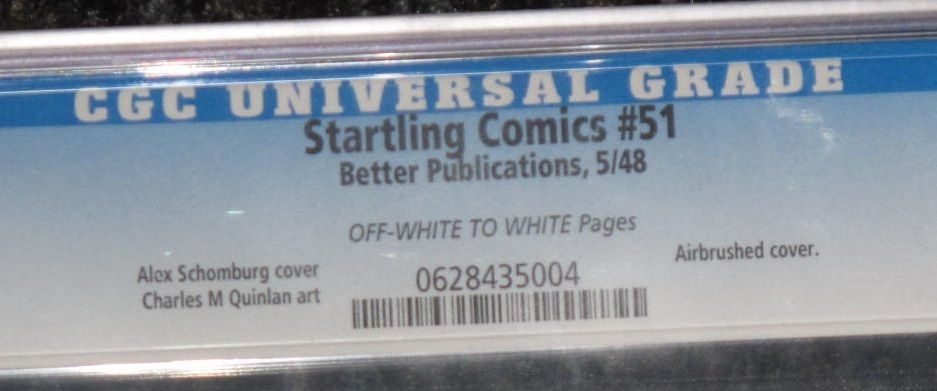 CGC UNIVERSAL GRADE
Startling Comics #51
Better Publications, 5/48
OFF-WHITE TO WHITE Pages
Alex Schomburg cover
Charles M Quinlan art
0628435004
Airbrushed cover.